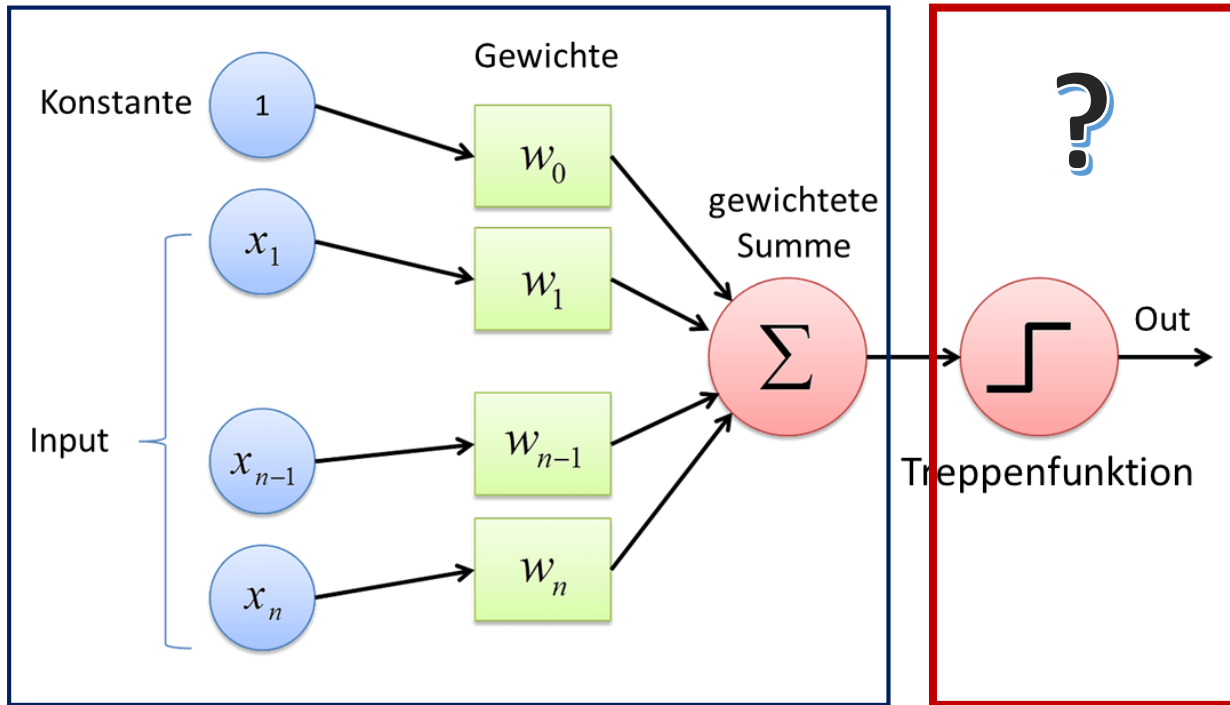 Gewichte
?
Konstante
1
w₀
x₁
w₁
gewichtete
Summe
Σ
Out
Input
xₙ₋₁
wₙ₋₁
Treppenfunktion
xₙ
wₙ